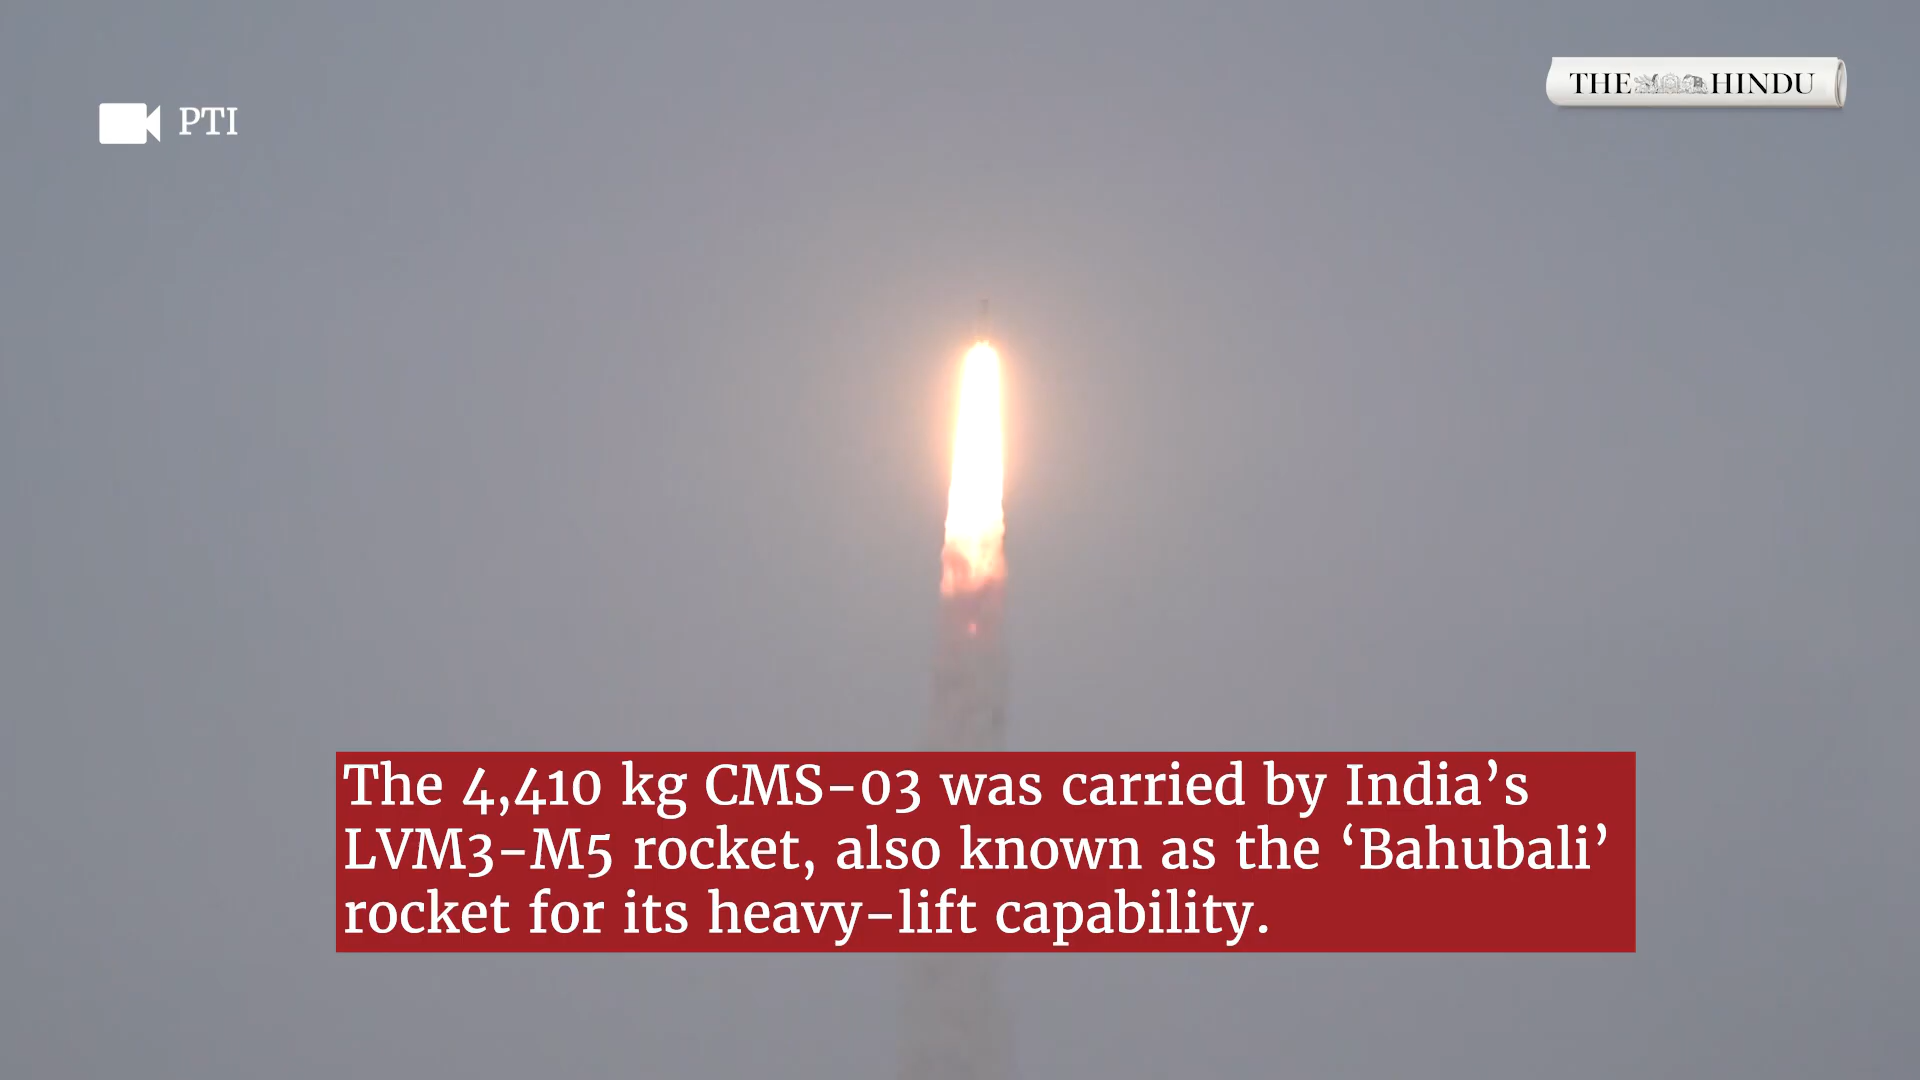 PTI
THE HINDU
The 4,410 kg CMS-03 was carried by India’s
LVM3-M5 rocket, also known as the ‘Bahubali’
rocket for its heavy-lift capability.